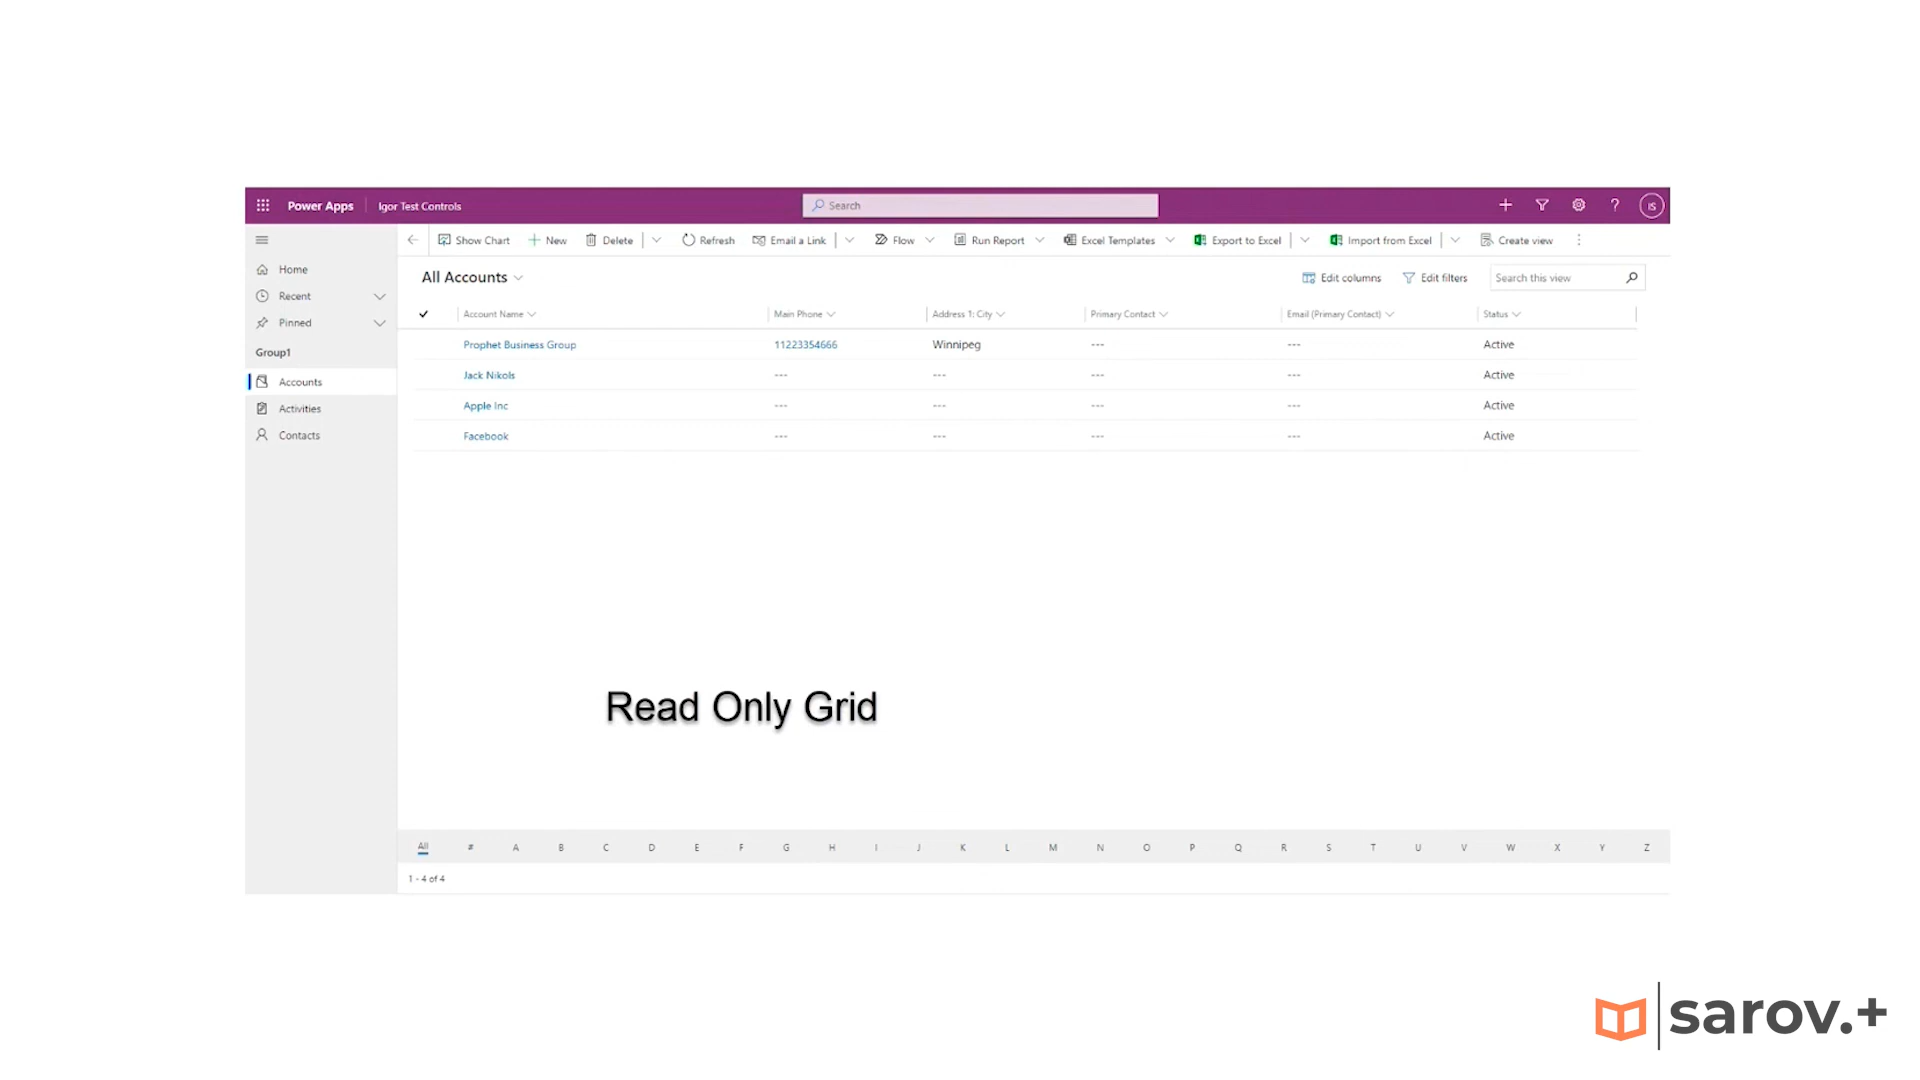 Power Apps Igor Test Controls Search ? IS
Show Chart New Delete Refresh Email a Link Flow Run Report Excel Templates Export to Excel Import from Excel Create view
Home
Recent
Pinned
Group1
Accounts
Activities
Contacts
All Accounts Edit columns Edit filters Search this view
Account Name Main Phone Address 1: City Primary Contact Email (Primary Contact) Status
Prophet Business Group 11223354666 Winnipeg --- --- Active
Jack Nikols --- --- --- --- Active
Apple Inc --- --- --- --- Active
Facebook --- --- --- --- Active
Read Only Grid
All # A B C D E F G H I J K L M N O P Q R S T U V W X Y Z
1 - 4 of 4
sarov.+